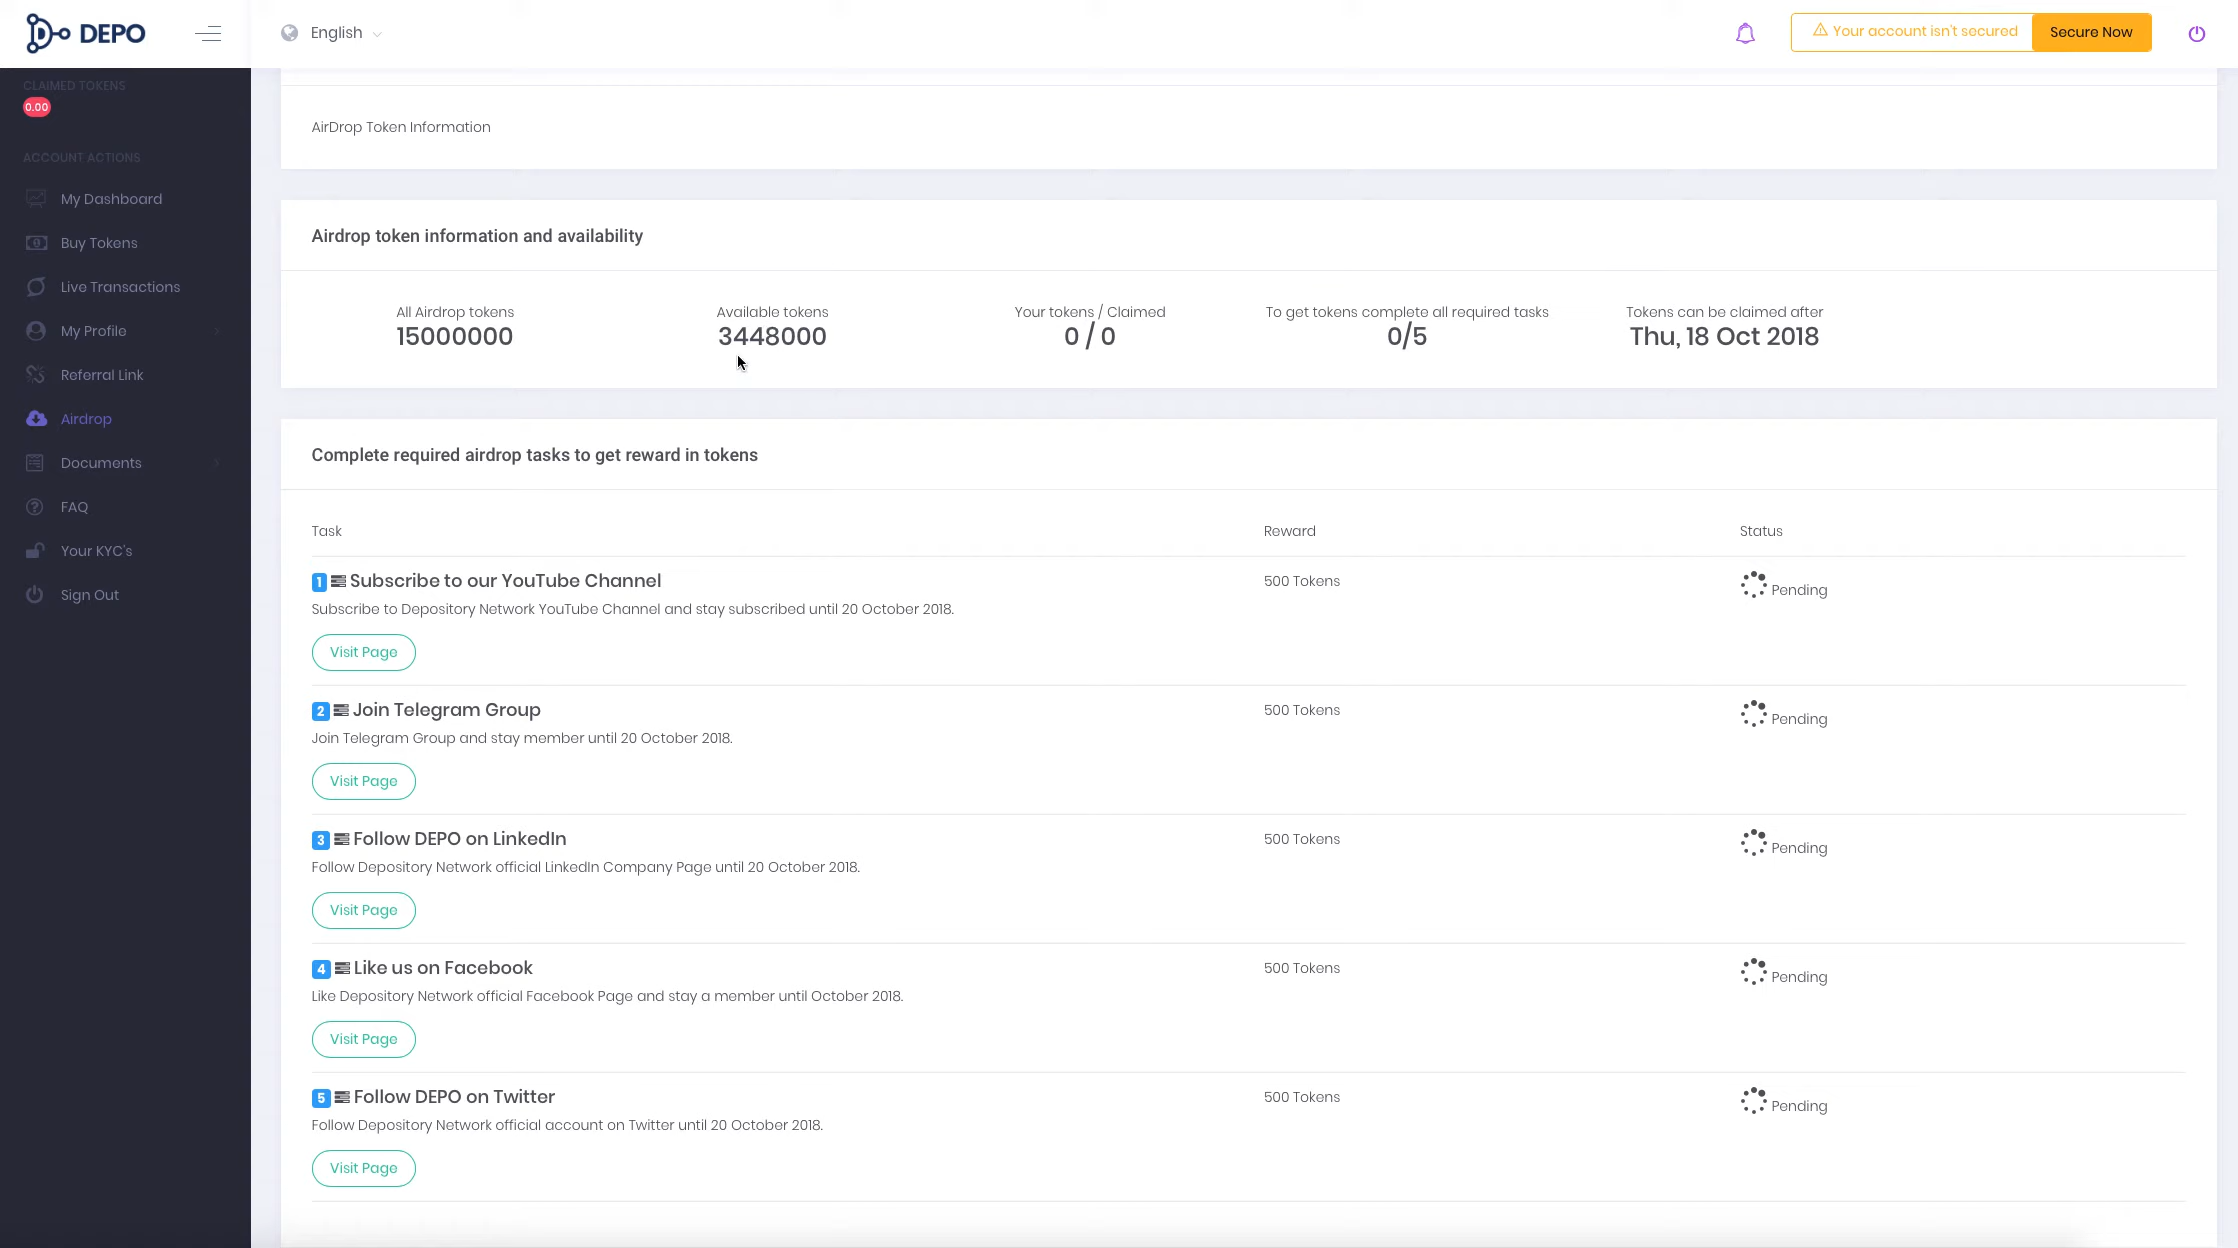 DEPO
English
Your account isn't secured
Secure Now
CLAIMED TOKENS
0.00
ACCOUNT ACTIONS
My Dashboard
Buy Tokens
Live Transactions
My Profile
Referral Link
Airdrop
Documents
FAQ
Your KYC's
Sign Out
AirDrop Token Information
Airdrop token information and availability
All Airdrop tokens
15000000
Available tokens
3448000
Your tokens / Claimed
0 / 0
To get tokens complete all required tasks
0/5
Tokens can be claimed after
Thu, 18 Oct 2018
Complete required airdrop tasks to get reward in tokens
Task Reward Status
1 Subscribe to our YouTube Channel 500 Tokens Pending
Subscribe to Depository Network YouTube Channel and stay subscribed until 20 October 2018.
Visit Page
2 Join Telegram Group 500 Tokens Pending
Join Telegram Group and stay member until 20 October 2018.
Visit Page
3 Follow DEPO on LinkedIn 500 Tokens Pending
Follow Depository Network official LinkedIn Company Page until 20 October 2018.
Visit Page
4 Like us on Facebook 500 Tokens Pending
Like Depository Network official Facebook Page and stay a member until October 2018.
Visit Page
5 Follow DEPO on Twitter 500 Tokens Pending
Follow Depository Network official account on Twitter until 20 October 2018.
Visit Page